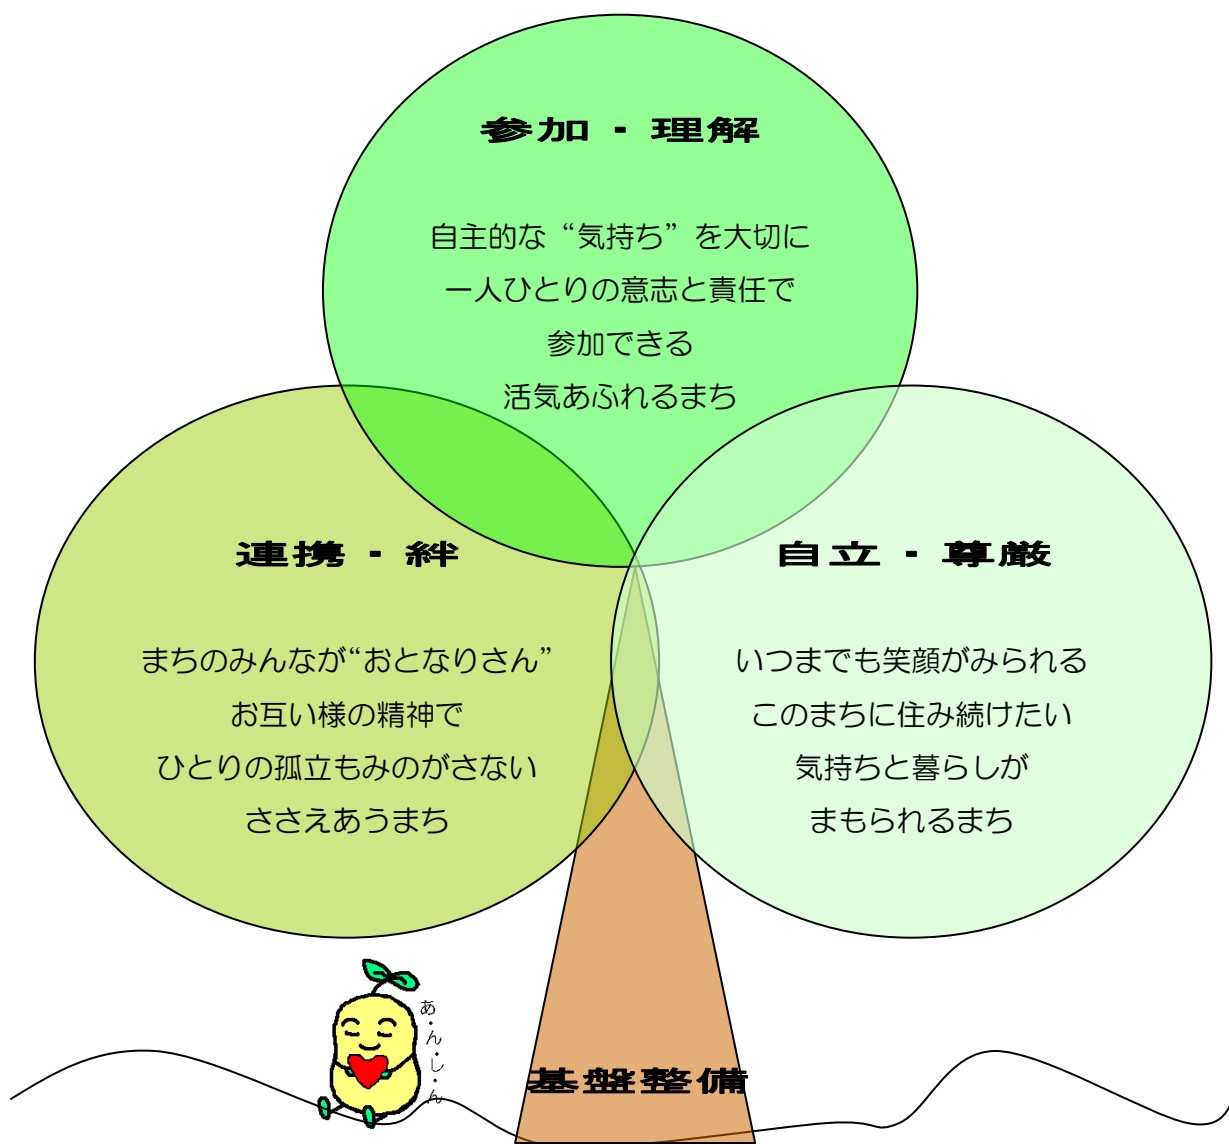 参加・理解
自主的な“気持ち”を大切に
一人ひとりの意志と責任で
参加できる
活気あふれるまち
連携・絆
まちのみんなが“おとなりさん”
お互い様の精神で
ひとりの孤立もみのがさない
ささえあうまち
自立・尊厳
いつまでも笑顔がみられる
このまちに住み続けたい
気持ちと暮らしが
まもられるまち
あ・ん・し・ん
基盤整備